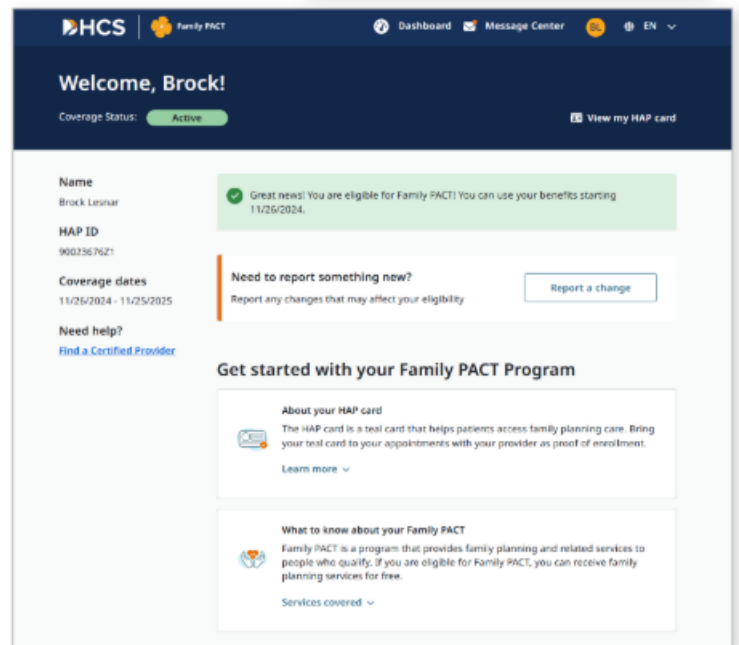 DHCS Family PACT Dashboard Message Center BL EN
Welcome, Brock!
Coverage Status: Active
View my HAP card
Name
Brock Lesnar
HAP ID
90023676Z1
Coverage dates
11/26/2024 - 11/25/2025
Need help?
Find a Certified Provider
Great news! You are eligible for Family PACT! You can use your benefits starting
11/26/2024.
Need to report something new?
Report any changes that may affect your eligibility
Report a change
Get started with your Family PACT Program
About your HAP card
The HAP card is a teal card that helps patients access family planning care. Bring
your teal card to your appointments with your provider as proof of enrollment.
Learn more
What to know about your Family PACT
Family PACT is a program that provides family planning and related services to
people who qualify. If you are eligible for Family PACT, you can receive family
planning services for free.
Services covered